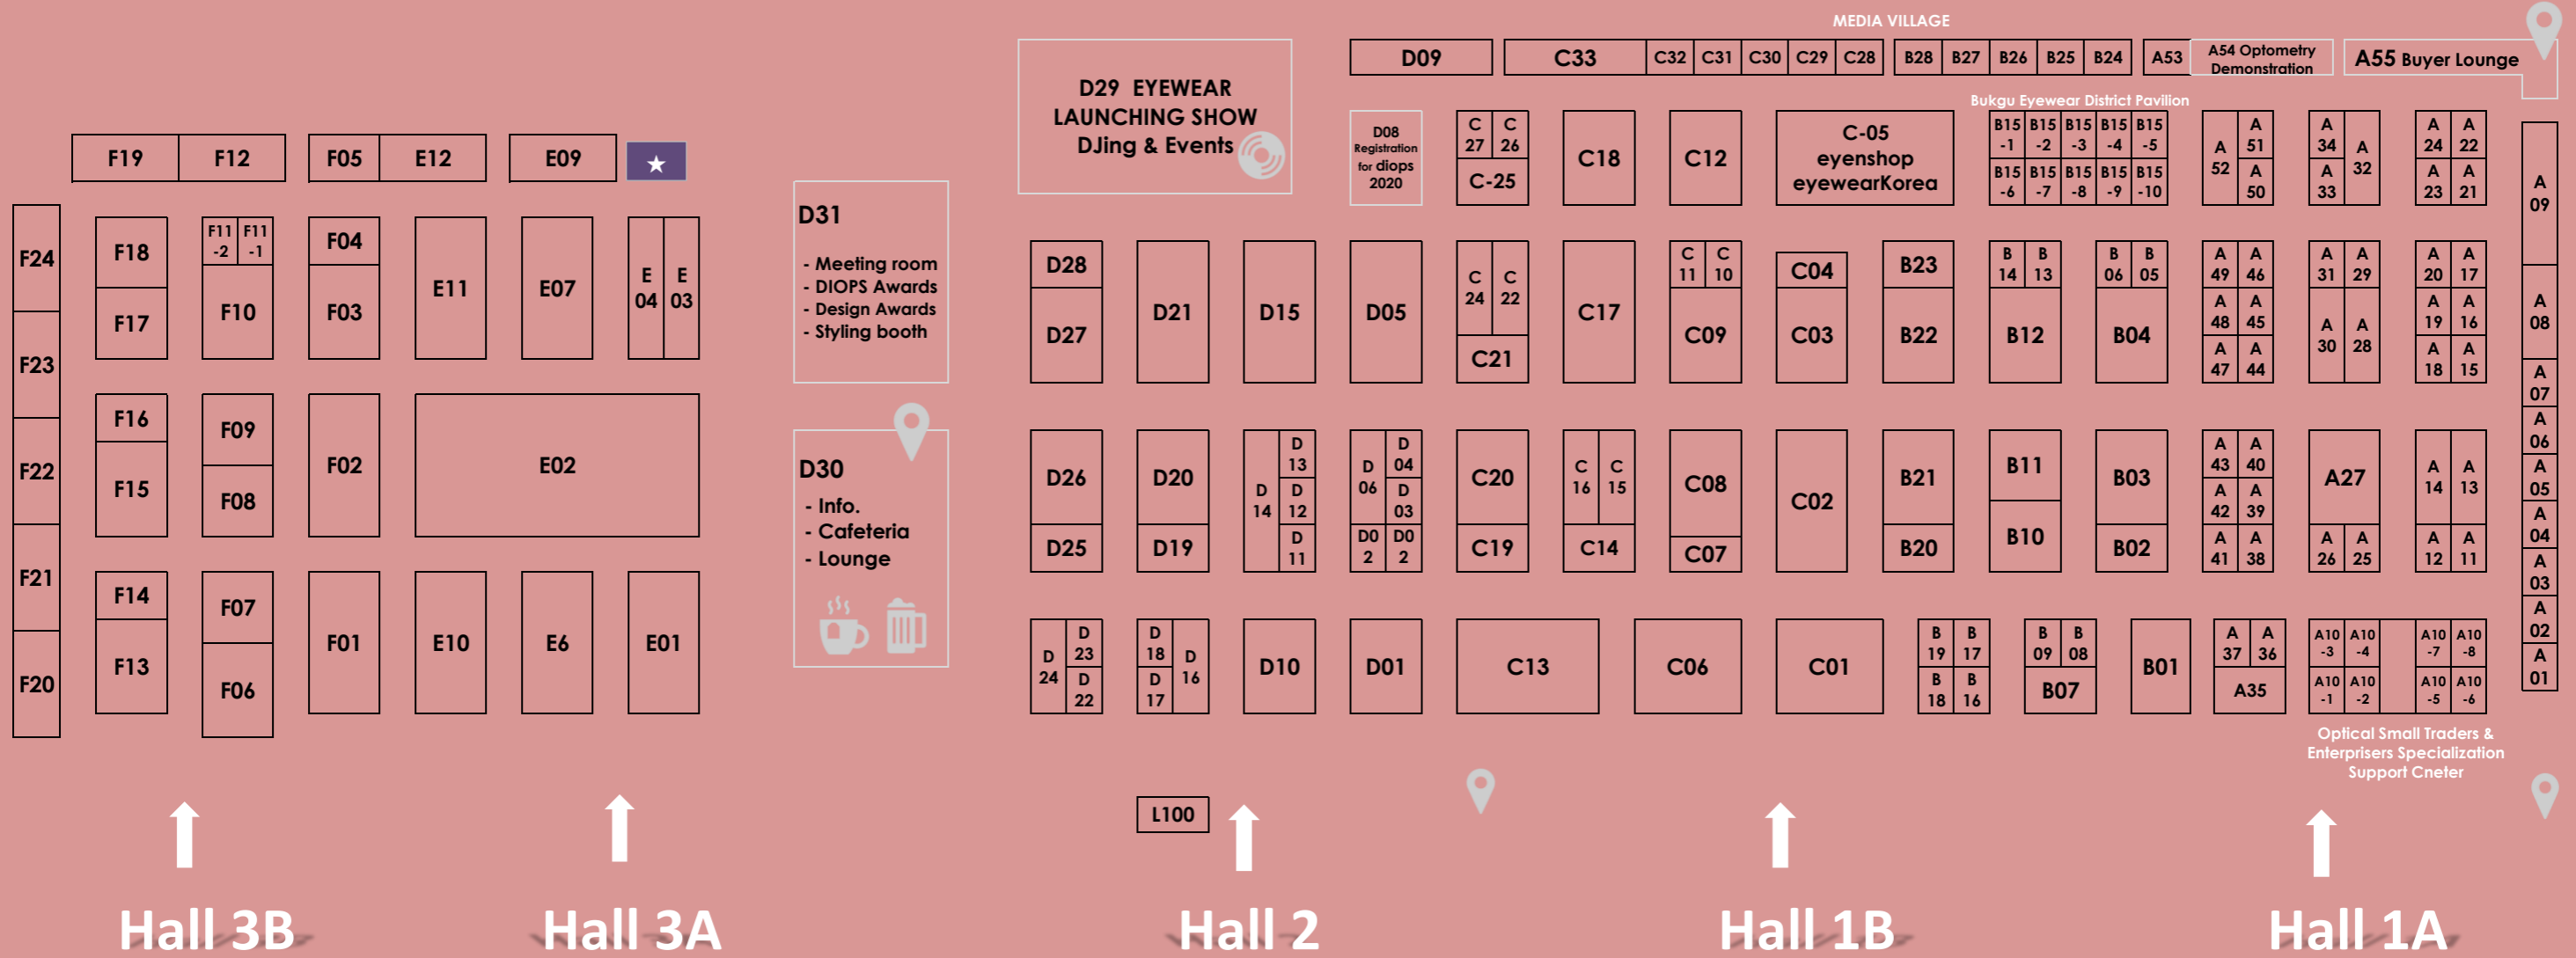 MEDIA VILLAGE
D09
C33
C32
C31
C30
C29
C28
B28
B27
B26
B25
B24
A53
A54 Optometry
Demonstration
A55 Buyer Lounge
D29 EYEWEAR
LAUNCHING SHOW
DJing & Events
Bukgu Eyewear District Pavilion
D08
Registration
for diops
2020
C
27
C
26
C-25
C18
C12
C-05
eyenshop
eyewearKorea
B15
-1
B15
-2
B15
-3
B15
-4
B15
-5
B15
-6
B15
-7
B15
-8
B15
-9
B15
-10
A
52
A
51
A
50
A
34
A
33
A
32
A
24
A
22
A
23
A
21
A
09
F19
F12
F05
E12
E09
F24
F23
F22
F21
F20
F18
F17
F11
-2
F11
-1
F10
F04
F03
E11
E07
E
04
E
03
D31
- Meeting room
- DIOPS Awards
- Design Awards
- Styling booth
D28
D27
D21
D15
D05
C
24
C
22
C21
C17
C
11
C
10
C09
C04
C03
B23
B22
B
14
B
13
B12
B
06
B
05
B04
A
49
A
46
A
48
A
45
A
47
A
44
A
31
A
29
A
30
A
28
A
20
A
17
A
19
A
16
A
18
A
15
A
08
A
07
A
06
A
05
A
04
A
03
A
02
A
01
F16
F15
F09
F08
F02
E02
D30
- Info.
- Cafeteria
- Lounge
D26
D25
D20
D19
D
14
D
13
D
12
D
11
D
06
D
04
D
03
D0
2
D0
2
C20
C19
C
16
C
15
C14
C08
C07
C02
B21
B20
B11
B10
B03
B02
A
43
A
40
A
42
A
39
A
41
A
38
A27
A
26
A
25
A
14
A
13
A
12
A
11
F14
F13
F07
F06
F01
E10
E6
E01
D
24
D
23
D
22
D
18
D
17
D
16
D10
D01
C13
C06
C01
B
19
B
17
B
18
B
16
B
09
B
08
B07
B01
A
37
A
36
A35
A10
-3
A10
-4
A10
-7
A10
-8
A10
-1
A10
-2
A10
-5
A10
-6
Optical Small Traders &
Enterprisers Specialization
Support Cneter
L100
Hall 3B
Hall 3A
Hall 2
Hall 1B
Hall 1A